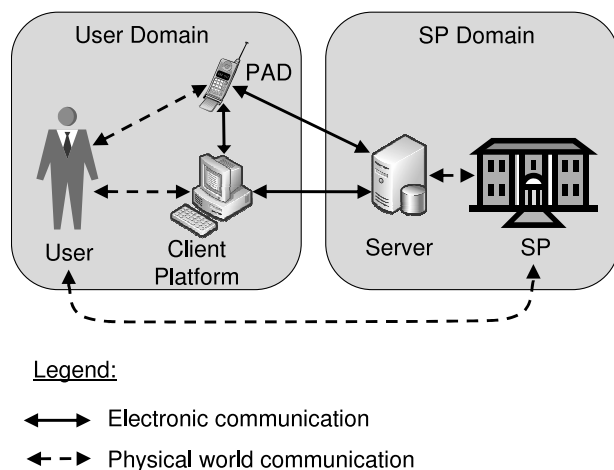 User Domain
SP Domain
PAD
User
Client
Platform
Server
SP
Legend:
Electronic communication
Physical world communication